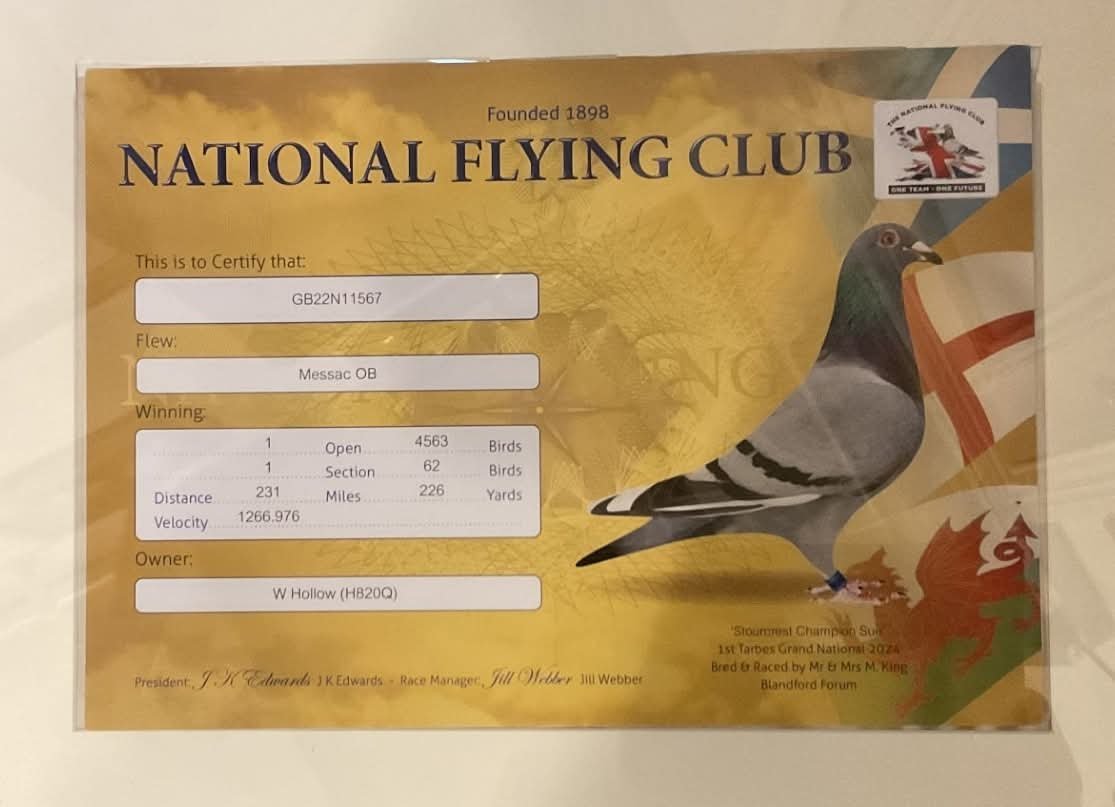 Founded 1898
NATIONAL FLYING CLUB
THE NATIONAL FLYING CLUB
ONE TEAM - ONE FUTURE
This is to Certify that:
GB22N11567
Flew:
Messac OB
Winning:
1 Open 4563 Birds
1 Section 62 Birds
Distance 231 Miles 226 Yards
Velocity 1266.976
Owner:
W Hollow (H820Q)
'Stourcrest Champion Sue'
1st Tarbes Grand National 2024
Bred & Raced by Mr & Mrs M. King
Blandford Forum
President: J K Edwards J K Edwards - Race Manager: Jill Webber Jill Webber